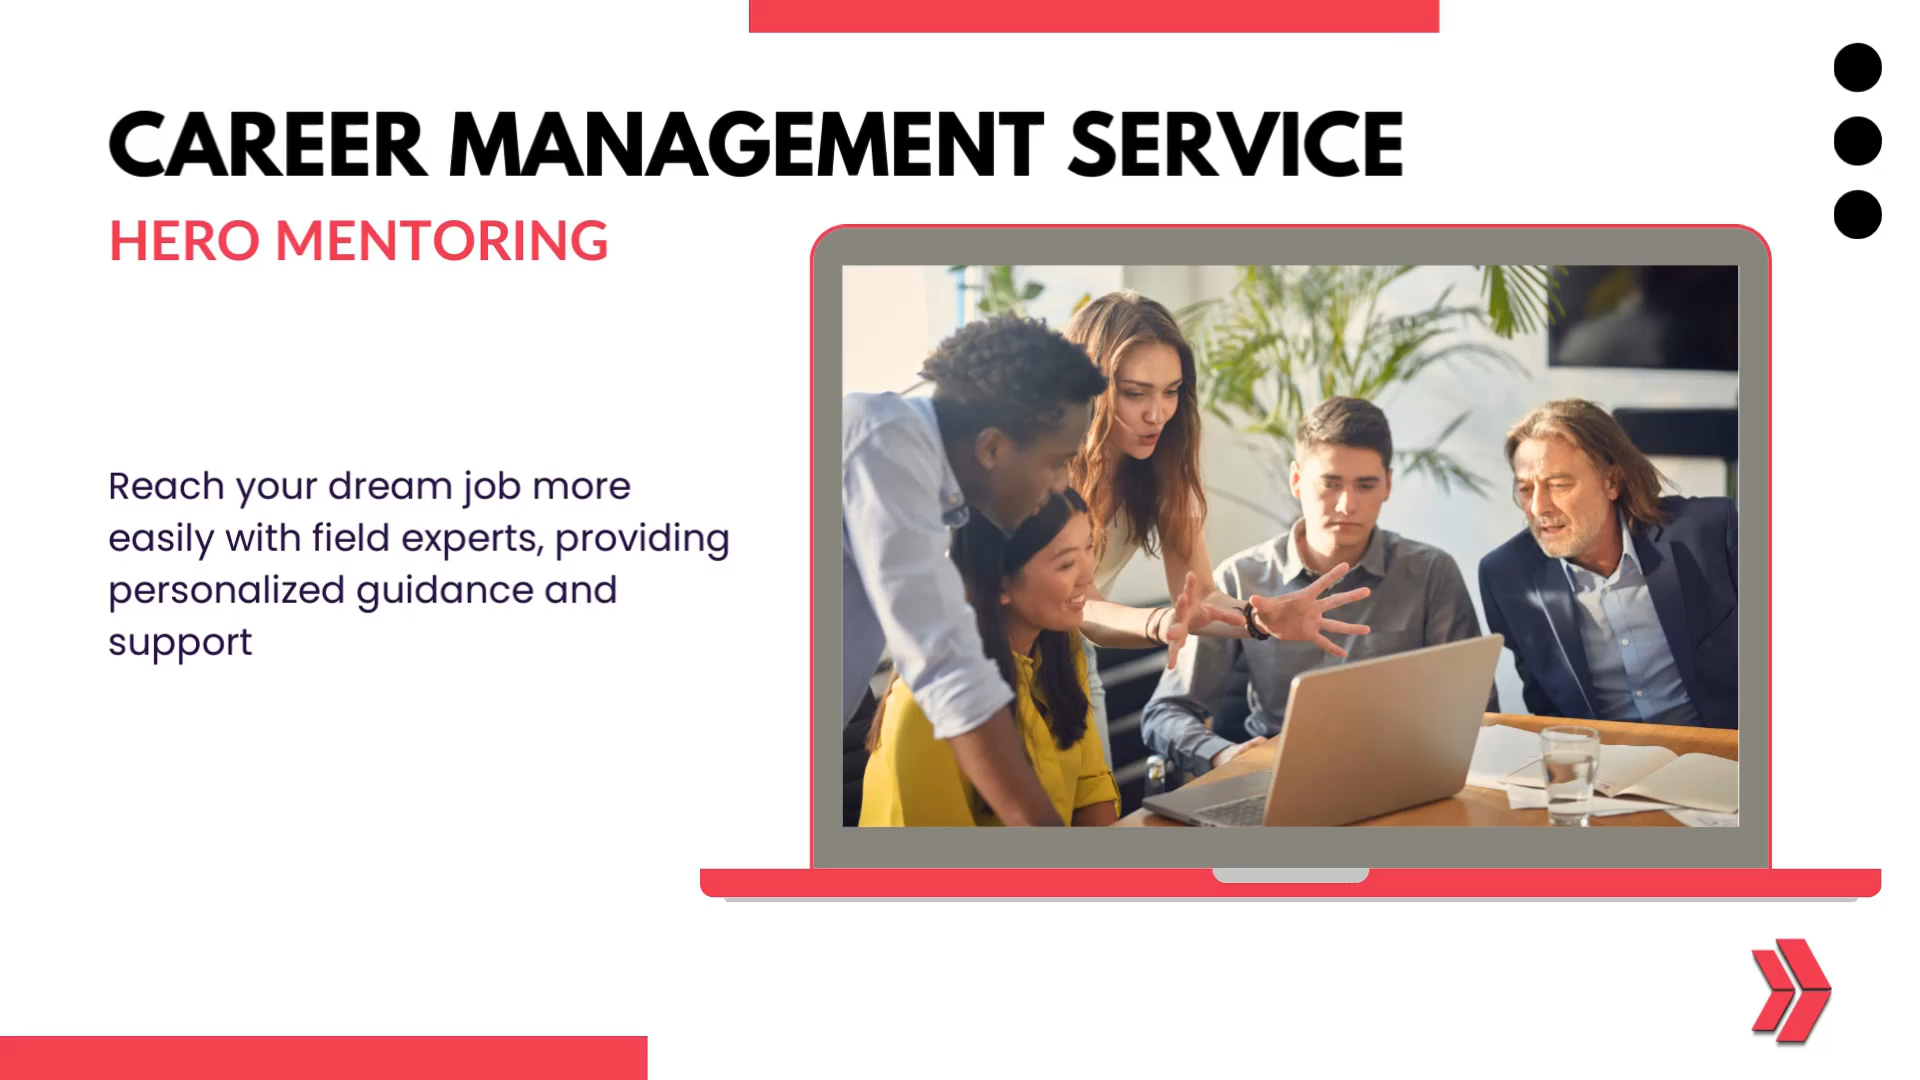 CAREER MANAGEMENT SERVICE
HERO MENTORING
Reach your dream job more
easily with field experts, providing
personalized guidance and
support